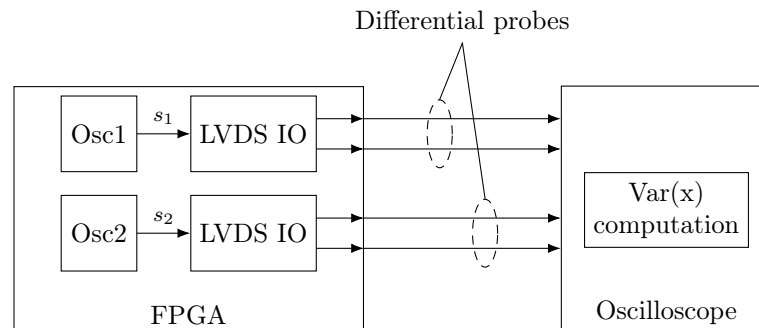 Differential probes
Osc1
s1
LVDS IO
Osc2
s2
LVDS IO
Var(x)
computation
FPGA
Oscilloscope